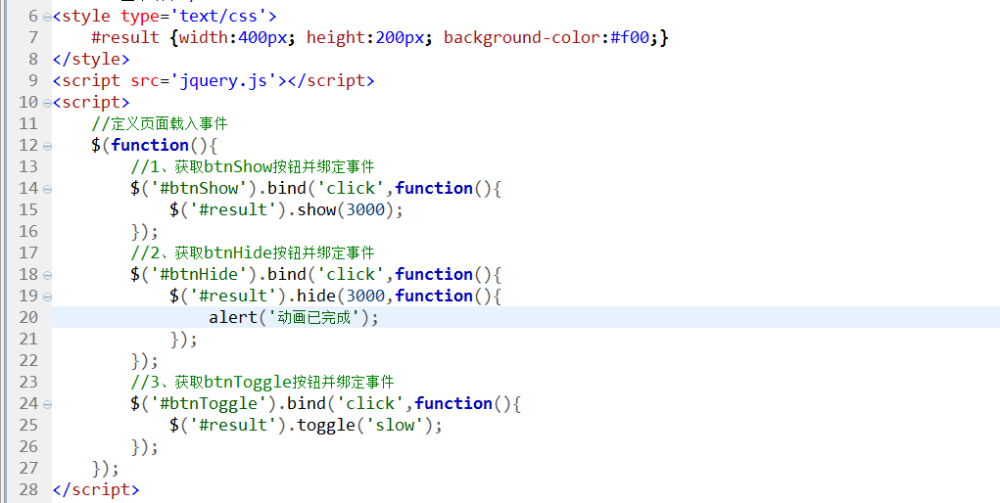 6 <style type='text/css'>
7     #result {width:400px; height:200px; background-color:#f00;}
8 </style>
9 <script src='jquery.js'></script>
10 <script>
11     //定义页面载入事件
12     $(function(){
13         //1、获取btnShow按钮并绑定事件
14         $('#btnShow').bind('click',function(){
15             $('#result').show(3000);
16         });
17         //2、获取btnHide按钮并绑定事件
18         $('#btnHide').bind('click',function(){
19             $('#result').hide(3000,function(){
20                 alert('动画已完成');
21             });
22         });
23         //3、获取btnToggle按钮并绑定事件
24         $('#btnToggle').bind('click',function(){
25             $('#result').toggle('slow');
26         });
27     });
28 </script>